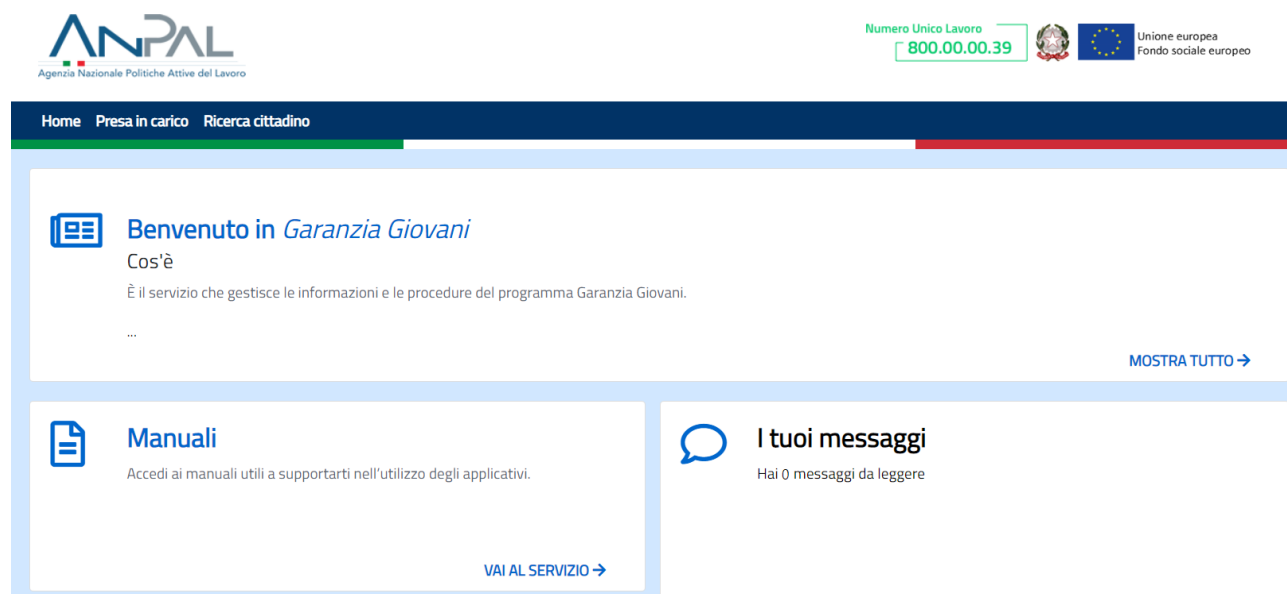 ANPAL
Agenzia Nazionale Politiche Attive del Lavoro
Numero Unico Lavoro
800.00.00.39
Unione europea
Fondo sociale europeo
Home Presa in carico Ricerca cittadino
Benvenuto in Garanzia Giovani
Cos'è
È il servizio che gestisce le informazioni e le procedure del programma Garanzia Giovani.
...
MOSTRA TUTTO
Manuali
Accedi ai manuali utili a supportarti nell'utilizzo degli applicativi.
VAI AL SERVIZIO
I tuoi messaggi
Hai 0 messaggi da leggere